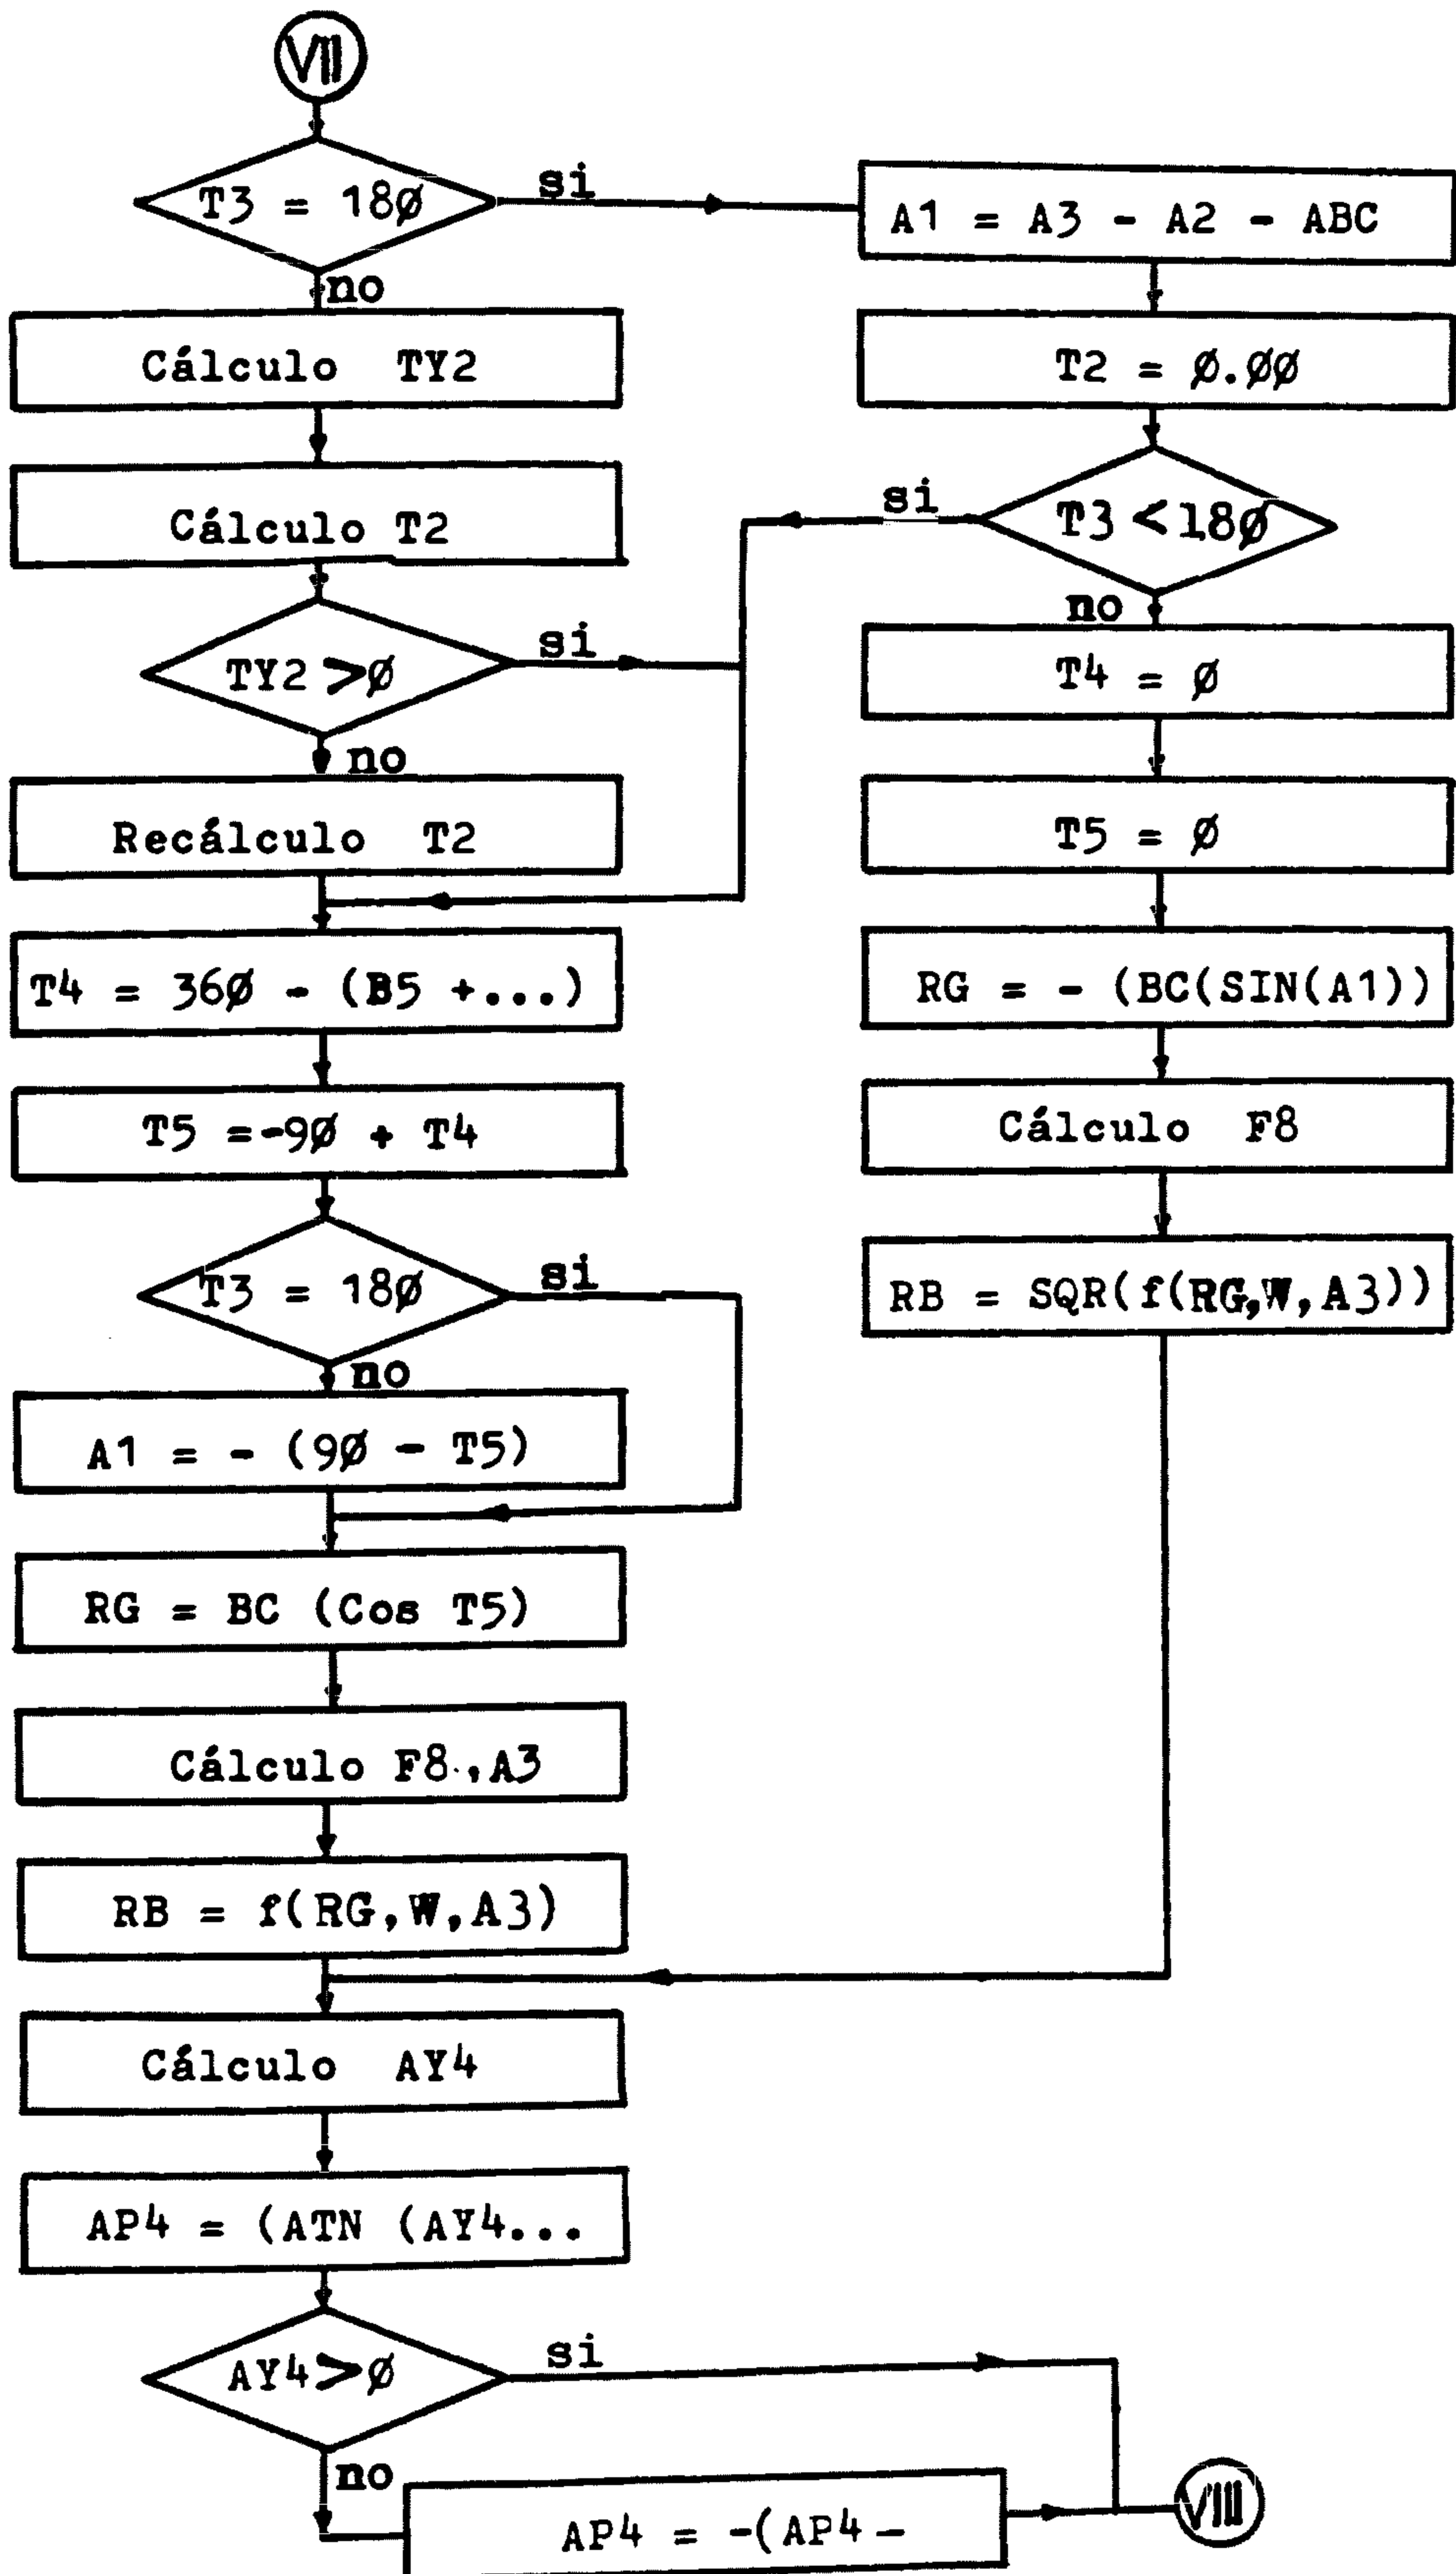 VII
T3 = 18Ø
si
no
Cálculo TY2
Cálculo T2
TY2 >Ø
si
no
Recálculo T2
T4 = 36Ø - (B5 +...)
T5 =-9Ø + T4
T3 = 18Ø
si
no
A1 = - (9Ø - T5)
RG = BC (Cos T5)
Cálculo F8.,A3
RB = f(RG,W,A3)
Cálculo AY4
AP4 = (ATN (AY4...
AY4>Ø
si
no
AP4 = -(AP4 -
VIII
A1 = A3 - A2 - ABC
T2 = Ø.ØØ
T3 < 18Ø
si
no
T4 = Ø
T5 = Ø
RG = - (BC(SIN(A1))
Cálculo F8
RB = SQR(f(RG,W,A3))